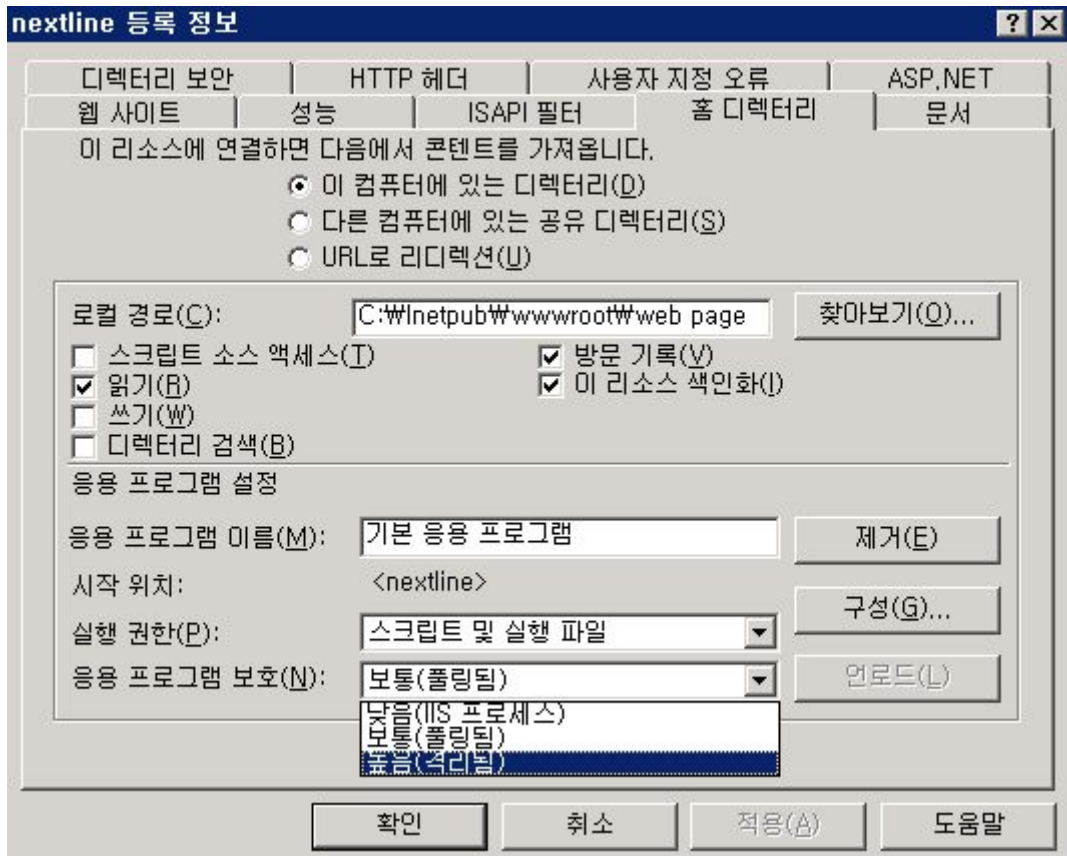 nextline 등록 정보
디렉터리 보안 HTTP 헤더 사용자 지정 오류 ASP.NET
웹 사이트 성능 ISAPI 필터 홈 디렉터리 문서
이 리소스에 연결하면 다음에서 콘텐트를 가져옵니다.
이 컴퓨터에 있는 디렉터리(D)
다른 컴퓨터에 있는 공유 디렉터리(S)
URL로 리디렉션(U)
로컬 경로(C): C:₩Inetpub₩wwwroot₩web page 찾아보기(O)...
스크립트 소스 액세스(T) 방문 기록(V)
읽기(R) 이 리소스 색인화(I)
쓰기(W)
디렉터리 검색(B)
응용 프로그램 설정
응용 프로그램 이름(M): 기본 응용 프로그램 제거(E)
시작 위치: <nextline>
구성(G)...
실행 권한(P): 스크립트 및 실행 파일
응용 프로그램 보호(N): 보통(풀링됨) 언로드(L)
낮음(IIS 프로세스)
보통(풀링됨)
높음(격리됨)
확인 취소 적용(A) 도움말